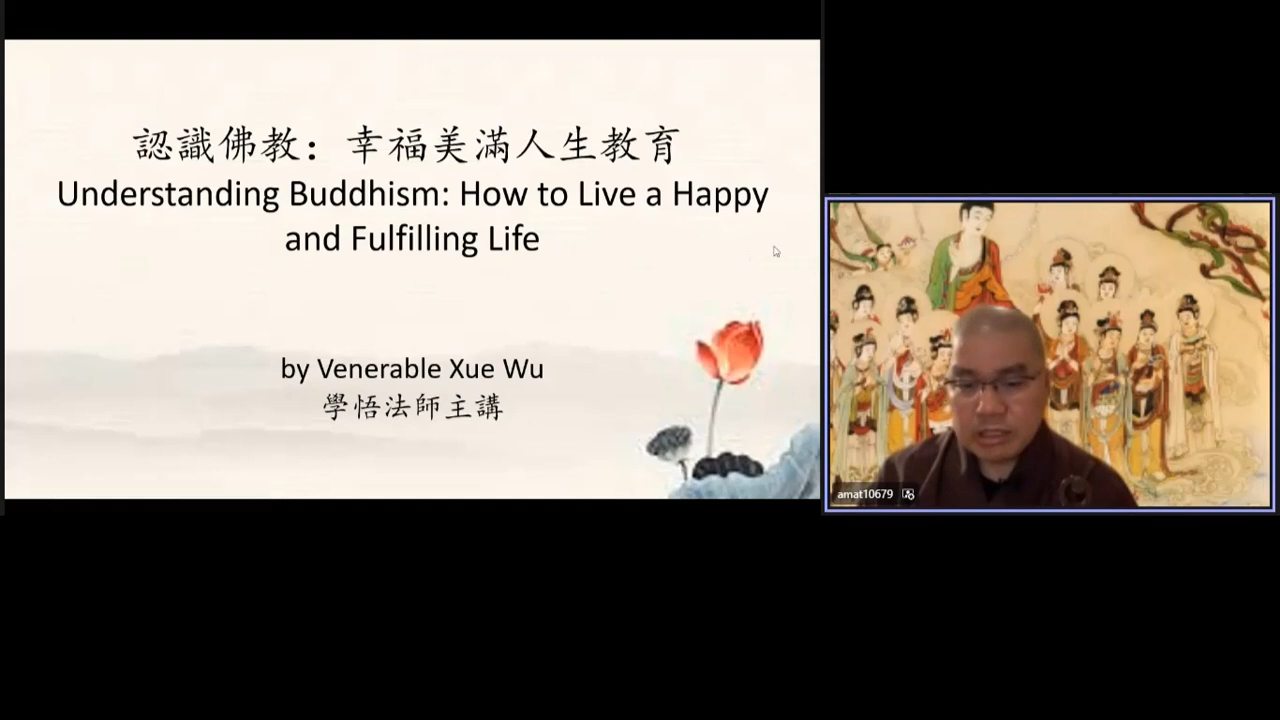 認識佛教：幸福美滿人生教育
Understanding Buddhism: How to Live a Happy
and Fulfilling Life
by Venerable Xue Wu
學悟法師主講
amat10679